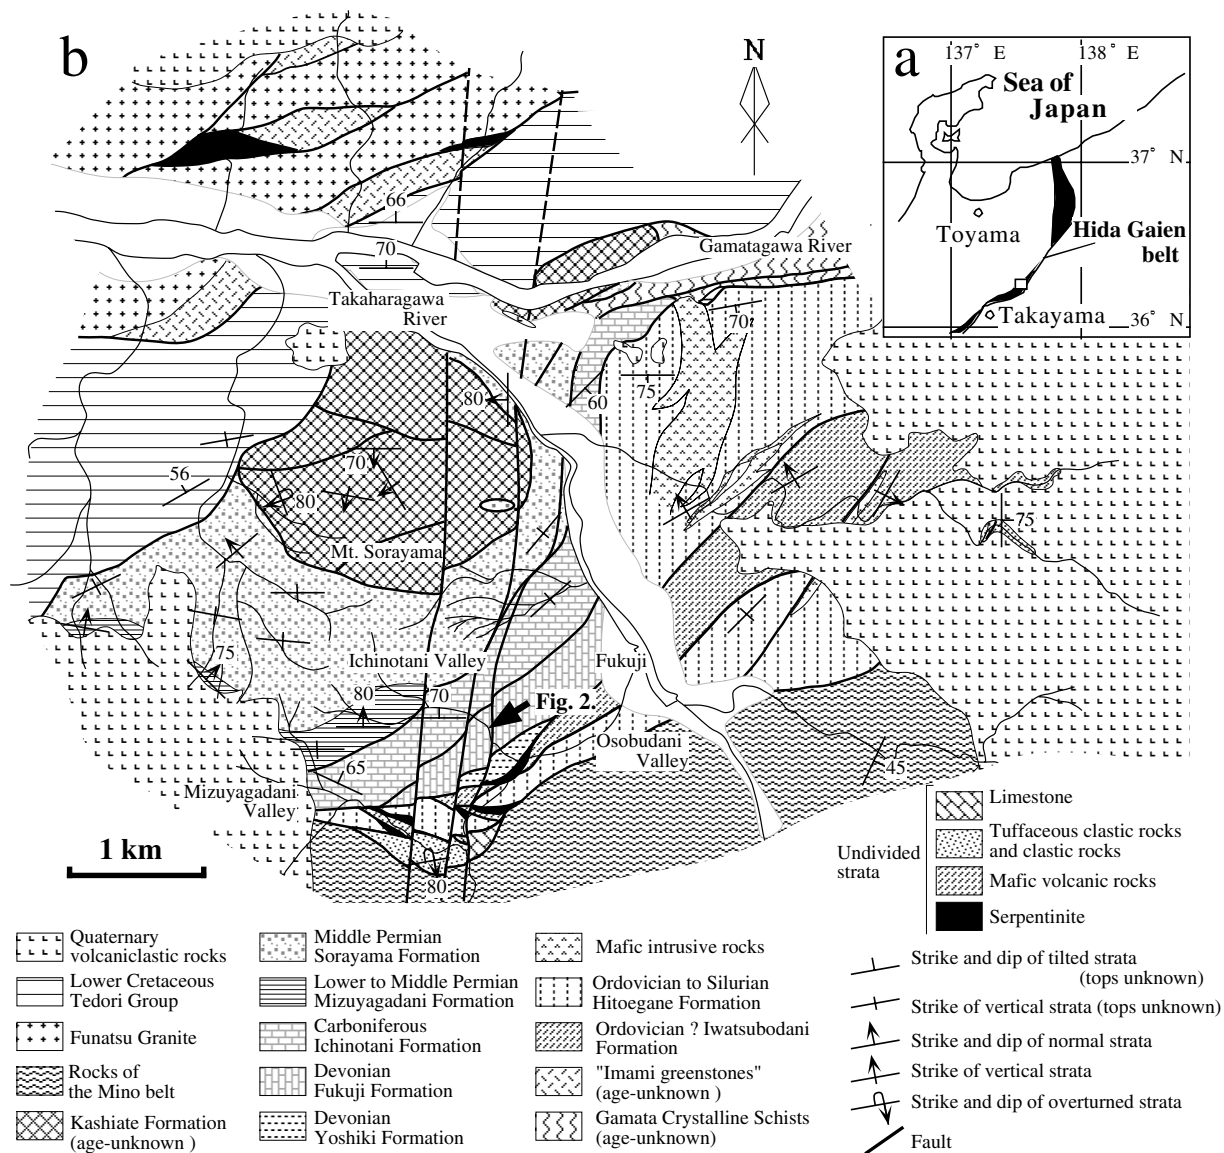 b
N
a
137° E
138° E
Sea of
Japan
37° N
Toyama
Hida Gaien
belt
Takayama
36° N
66
70
Gamatagawa River
Takaharagawa
River
70
75
60
80
70
56
80
Mt. Sorayama
75
75
Ichinotani Valley
Fukuji
80
70
Fig. 2.
Osobudani
Valley
65
45
Mizuyagadani
Valley
80
1 km
Undivided
strata
Limestone
Tuffaceous clastic rocks
and clastic rocks
Mafic volcanic rocks
Serpentinite
Quaternary
volcaniclastic rocks
Lower Cretaceous
Tedori Group
Funatsu Granite
Rocks of
the Mino belt
Kashiate Formation
(age-unknown )
Middle Permian
Sorayama Formation
Lower to Middle Permian
Mizuyagadani Formation
Carboniferous
Ichinotani Formation
Devonian
Fukuji Formation
Devonian
Yoshiki Formation
Mafic intrusive rocks
Ordovician to Silurian
Hitoegane Formation
Ordovician ? Iwatsubodani
Formation
"Imami greenstones"
(age-unknown )
Gamata Crystalline Schists
(age-unknown)
Strike and dip of tilted strata
(tops unknown)
Strike of vertical strata (tops unknown)
Strike and dip of normal strata
Strike of vertical strata
Strike and dip of overturned strata
Fault